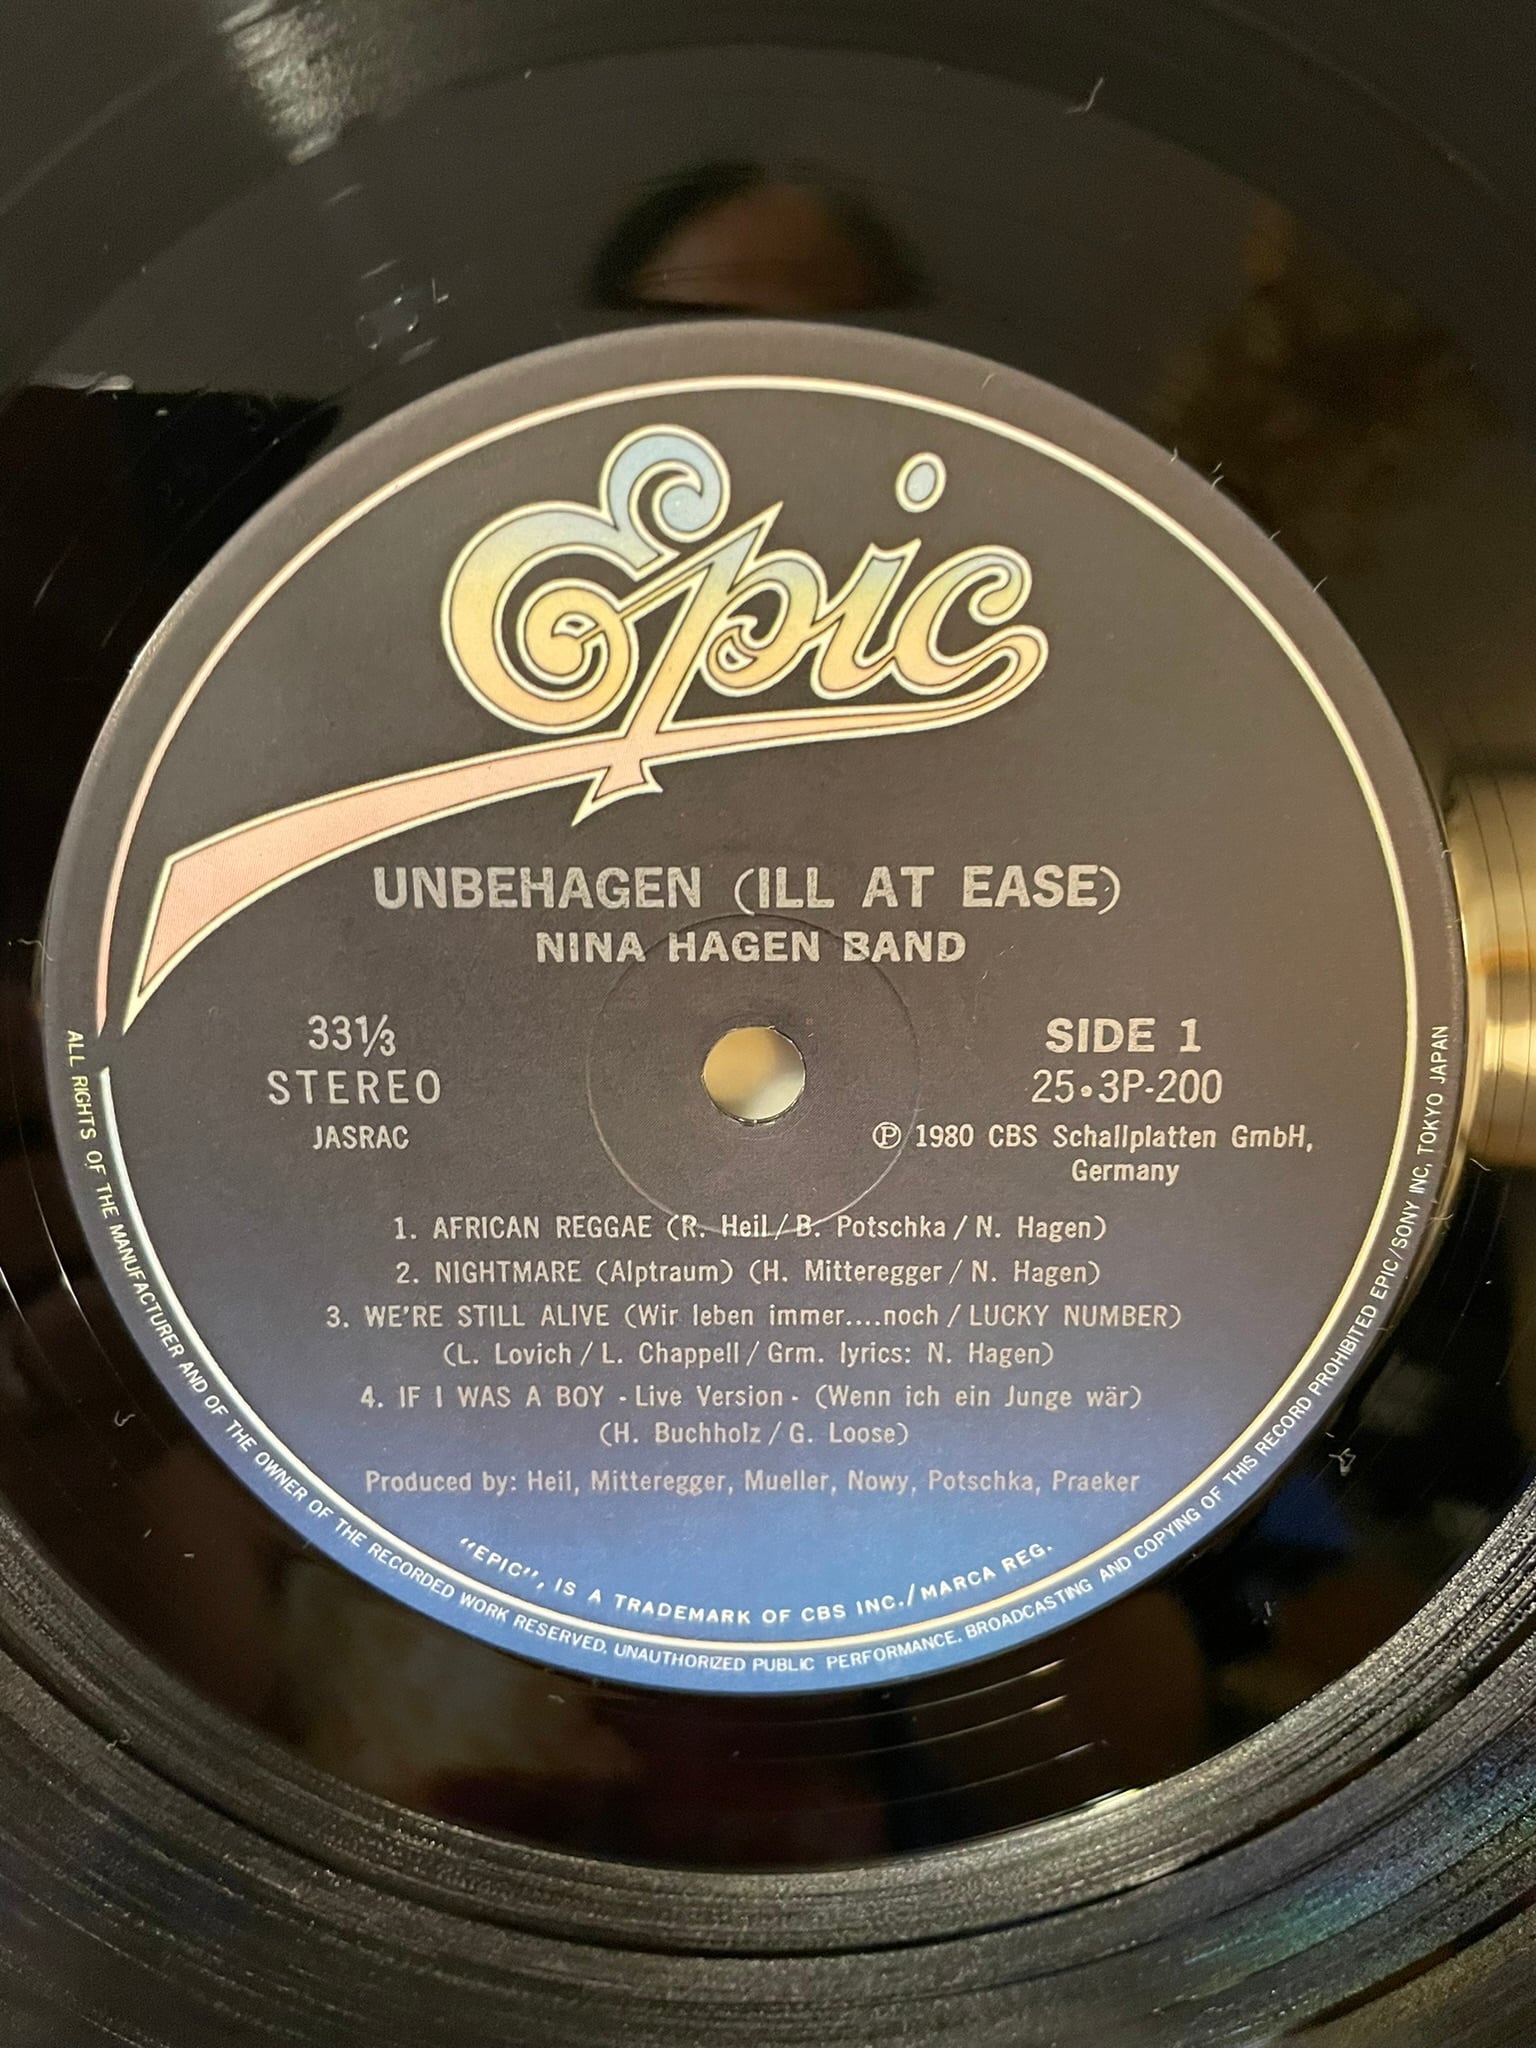 Epic
UNBEHAGEN (ILL AT EASE)
NINA HAGEN BAND
33⅓
STEREO
JASRAC
SIDE 1
25•3P-200
Ⓟ 1980 CBS Schallplatten GmbH,
Germany
1. AFRICAN REGGAE (R. Heil / B. Potschka / N. Hagen)
2. NIGHTMARE (Alptraum) (H. Mitteregger / N. Hagen)
3. WE'RE STILL ALIVE (Wir leben immer....noch / LUCKY NUMBER)
(L. Lovich / L. Chappell / Grm. lyrics: N. Hagen)
4. IF I WAS A BOY - Live Version - (Wenn ich ein Junge wär)
(H. Buchholz / G. Loose)
Produced by: Heil, Mitteregger, Mueller, Nowy, Potschka, Praeker
"EPIC", IS A TRADEMARK OF CBS INC./MARCA REG.
ALL RIGHTS OF THE MANUFACTURER AND OF THE OWNER OF THE RECORDED WORK RESERVED. UNAUTHORIZED PUBLIC PERFORMANCE. BROADCASTING AND COPYING OF THIS RECORD PROHIBITED EPIC/SONY INC, TOKYO JAPAN